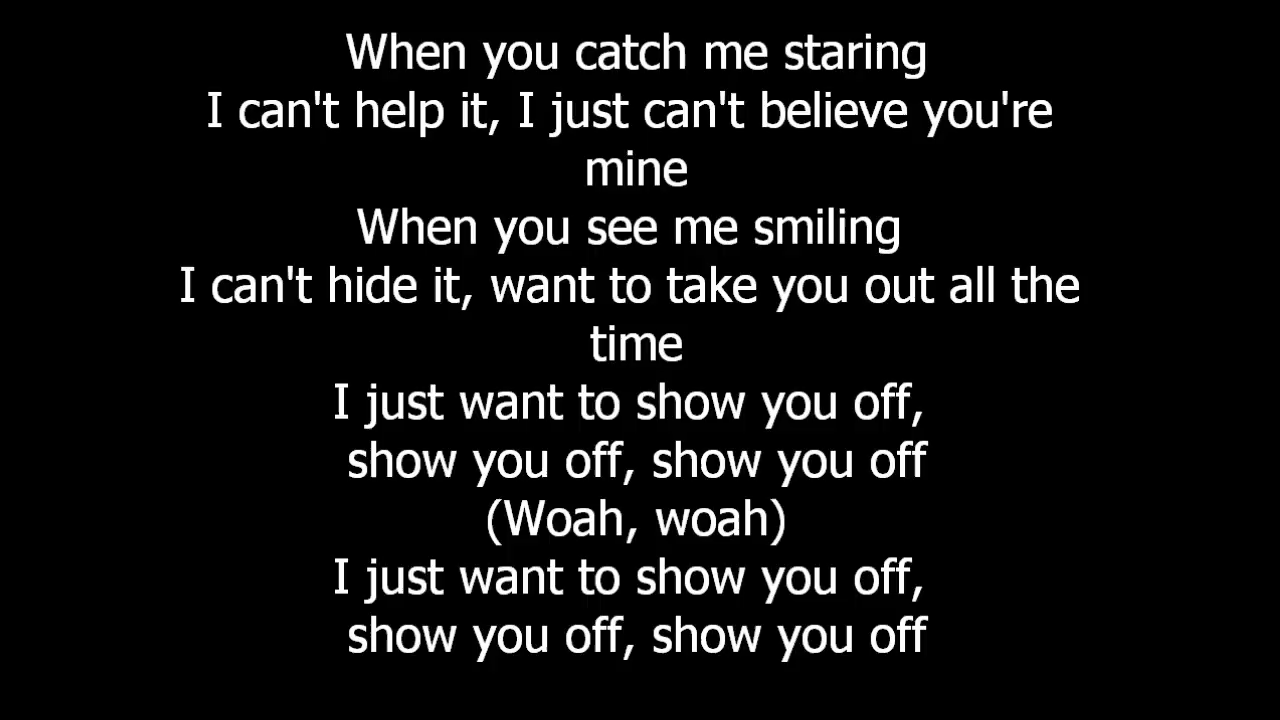 When you catch me staring
I can't help it, I just can't believe you're
mine
When you see me smiling
I can't hide it, want to take you out all the
time
I just want to show you off,
show you off, show you off
(Woah, woah)
I just want to show you off,
show you off, show you off